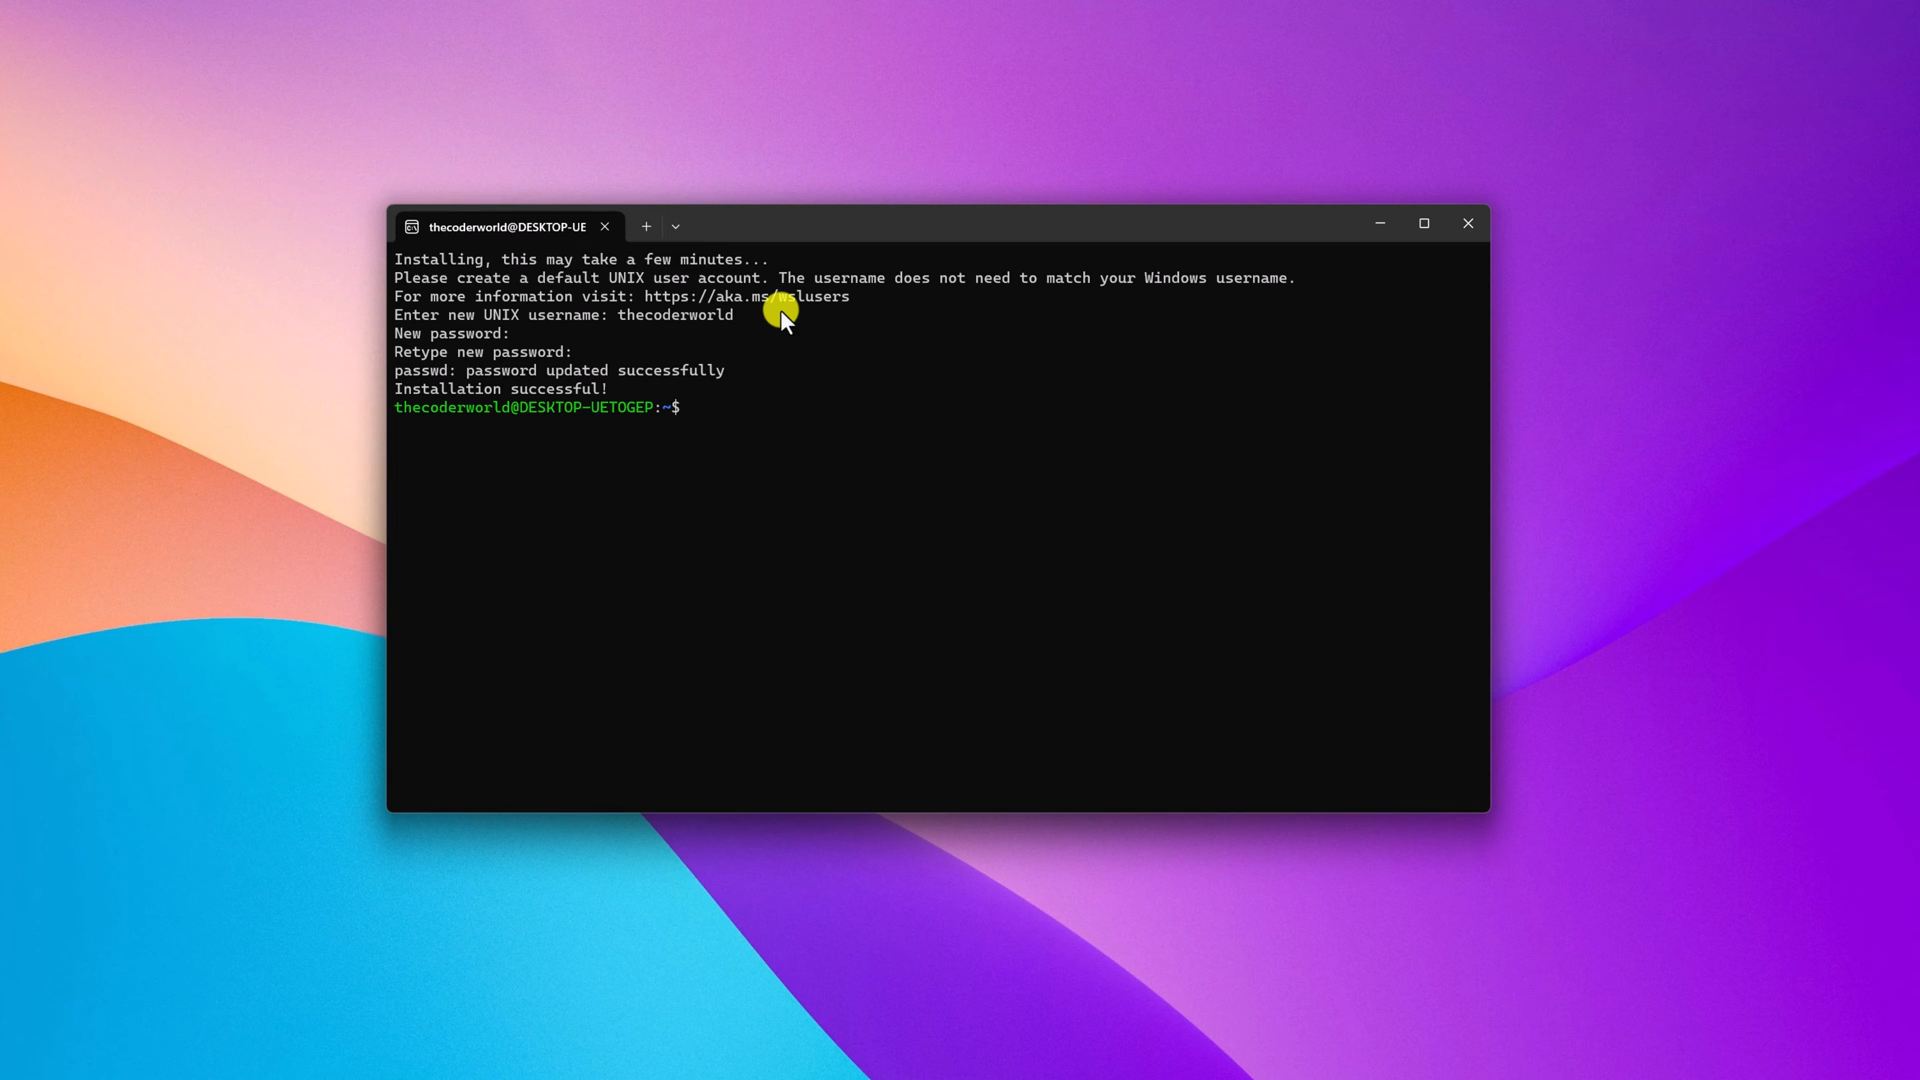 thecoderworld@DESKTOP-UE
Installing, this may take a few minutes...
Please create a default UNIX user account. The username does not need to match your Windows username.
For more information visit: https://aka.ms/wslusers
Enter new UNIX username: thecoderworld
New password:
Retype new password:
passwd: password updated successfully
Installation successful!
thecoderworld@DESKTOP-UETOGEP:~$